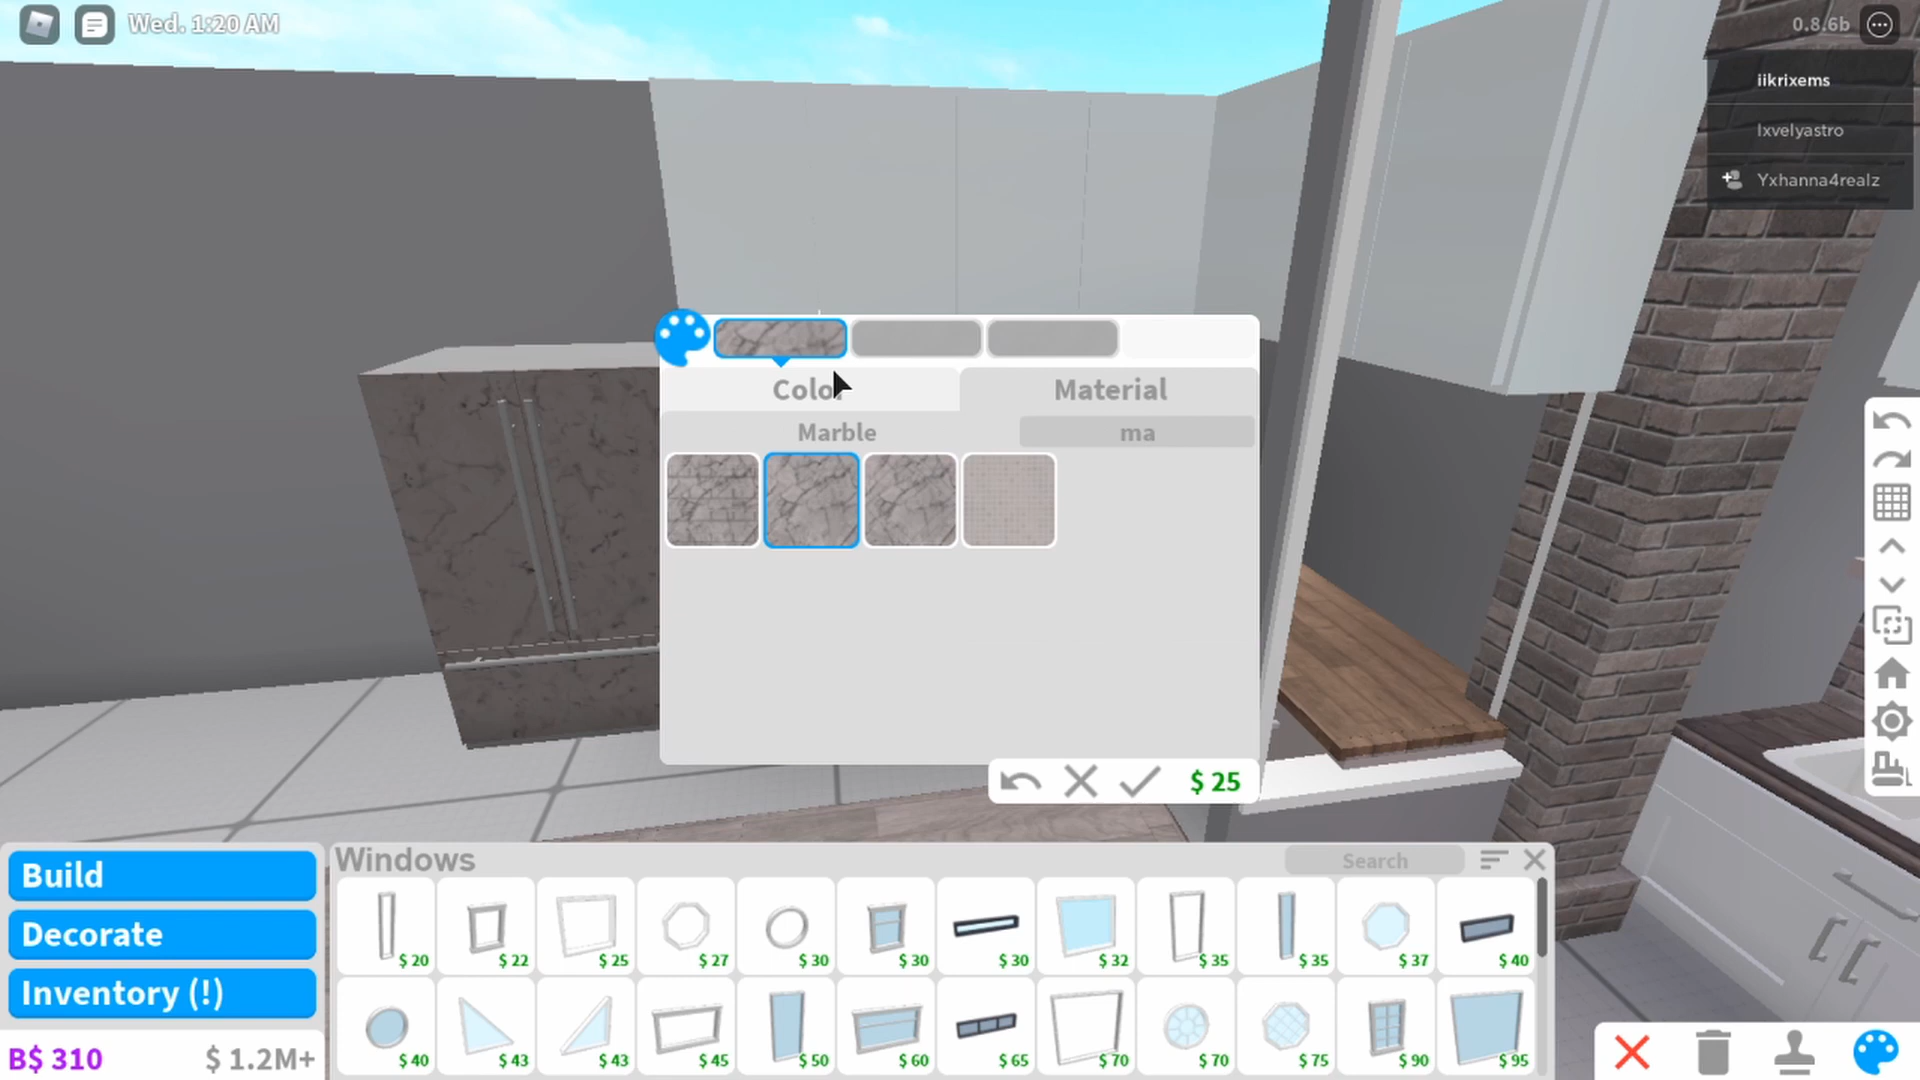 Wed. 1:20 AM
0.8.6b
iikrixems
lxvelyastro
Yxhanna4realz
Color
Material
Marble
ma
$ 25
Build
Decorate
Inventory (!)
B$ 310
$ 1.2M+
Windows
Search
$ 20
$ 22
$ 25
$ 27
$ 30
$ 30
$ 30
$ 32
$ 35
$ 35
$ 37
$ 40
$ 40
$ 43
$ 43
$ 45
$ 50
$ 60
$ 65
$ 70
$ 70
$ 75
$ 90
$ 95